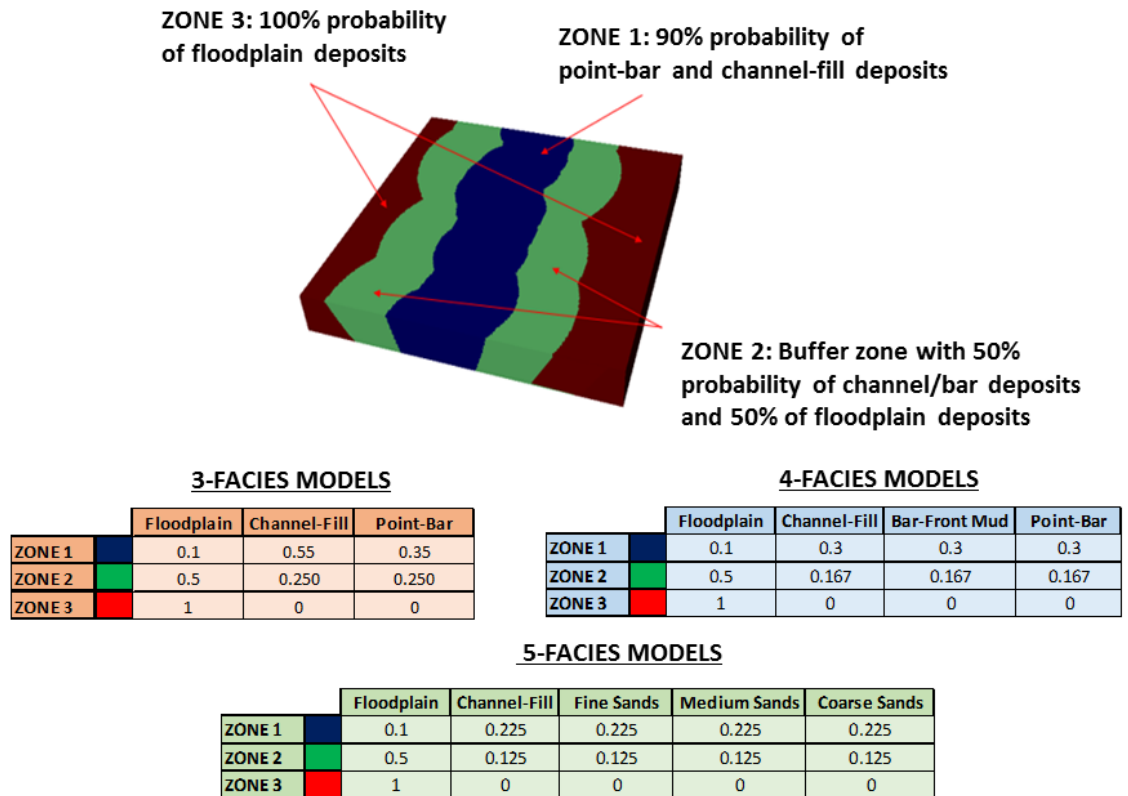 ZONE 3: 100% probability
of floodplain deposits
ZONE 1: 90% probability of
point-bar and channel-fill deposits
ZONE 2: Buffer zone with 50%
probability of channel/bar deposits
and 50% of floodplain deposits
3-FACIES MODELS
Floodplain Channel-Fill Point-Bar
ZONE 1 0.1 0.55 0.35
ZONE 2 0.5 0.250 0.250
ZONE 3 1 0 0
4-FACIES MODELS
Floodplain Channel-Fill Bar-Front Mud Point-Bar
ZONE 1 0.1 0.3 0.3 0.3
ZONE 2 0.5 0.167 0.167 0.167
ZONE 3 1 0 0 0
5-FACIES MODELS
Floodplain Channel-Fill Fine Sands Medium Sands Coarse Sands
ZONE 1 0.1 0.225 0.225 0.225 0.225
ZONE 2 0.5 0.125 0.125 0.125 0.125
ZONE 3 1 0 0 0 0